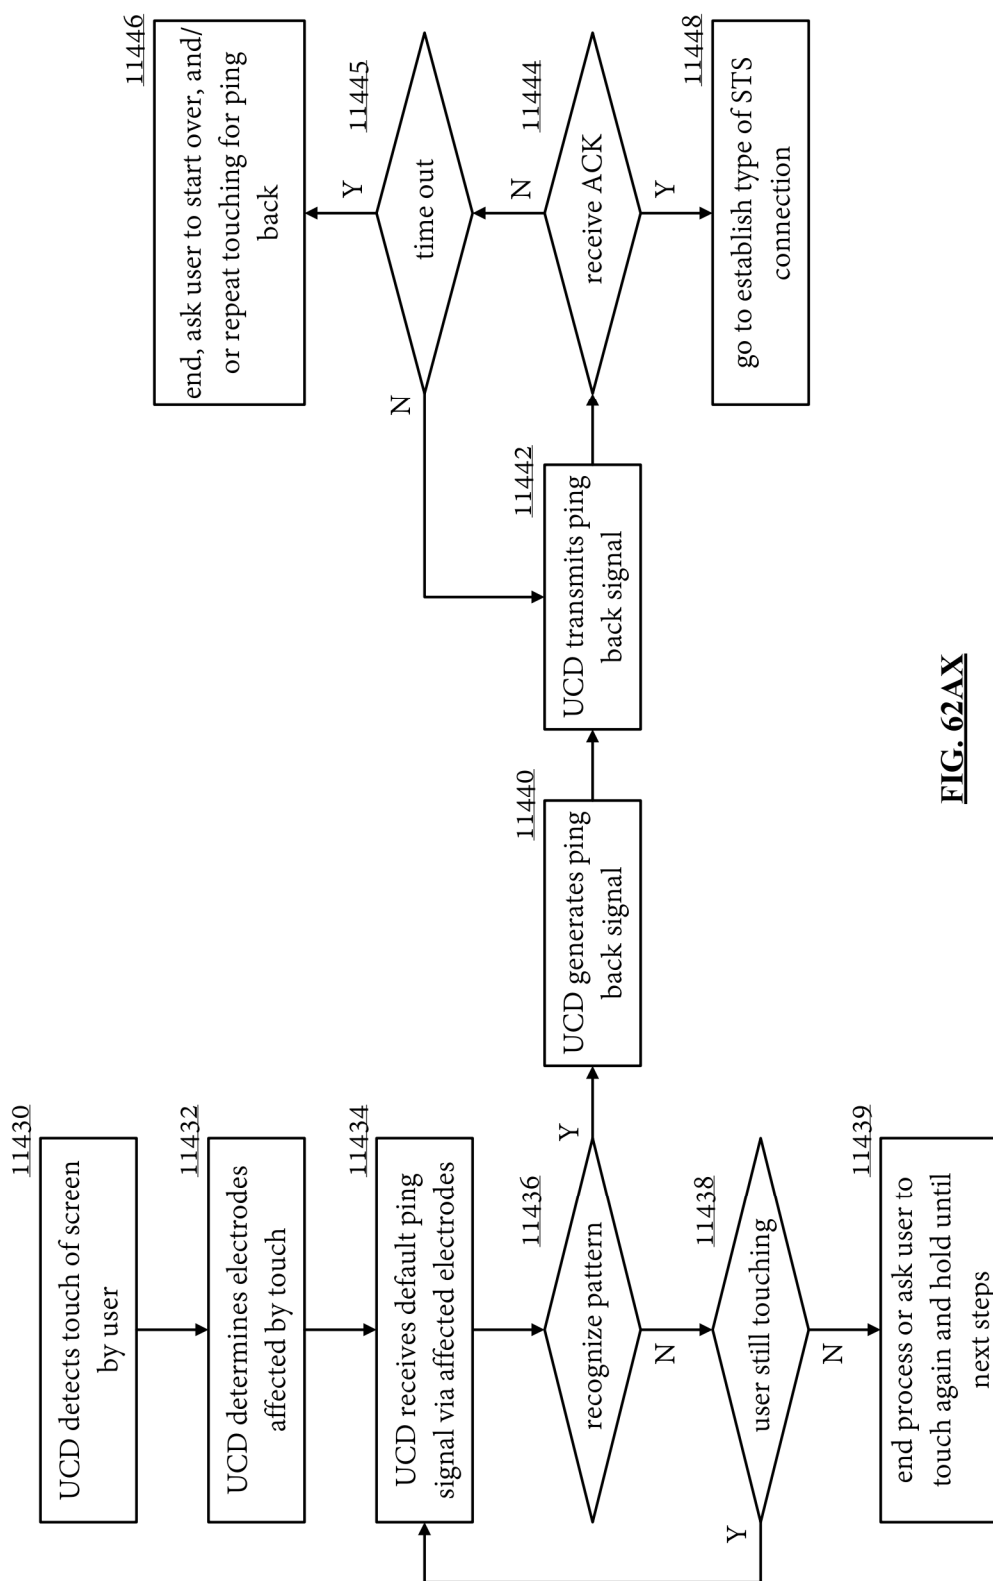 11430
UCD detects touch of screen
by user
11432
UCD determines electrodes
affected by touch
11434
UCD receives default ping
signal via affected electrodes
11436
recognize pattern
Y
N
11438
user still touching
Y
N
11439
end process or ask user to
touch again and hold until
next steps
11440
UCD generates ping
back signal
11442
UCD transmits ping
back signal
11446
end, ask user to start over, and/
or repeat touching for ping
back
Y
11445
time out
N
N
11444
receive ACK
Y
11448
go to establish type of STS
connection
FIG. 62AX